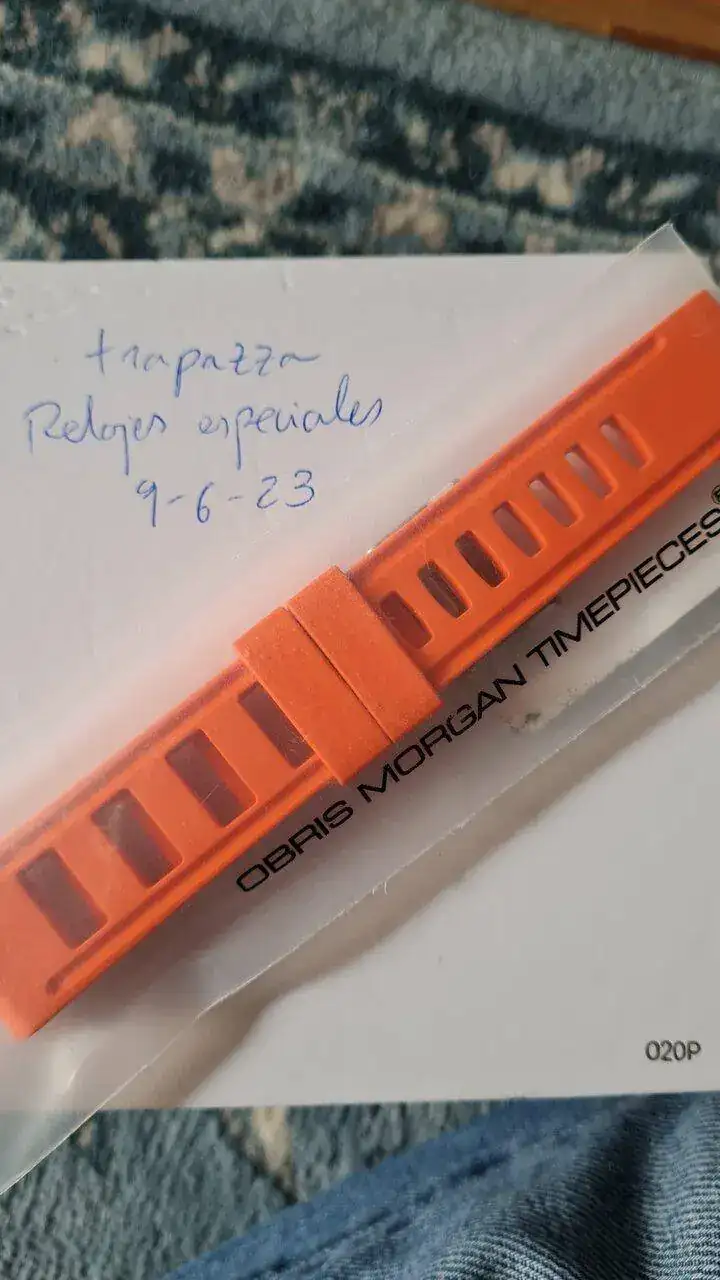 trapazza
Relojes especiales
9-6-23
OBRIS MORGAN TIMEPIECES®
020P